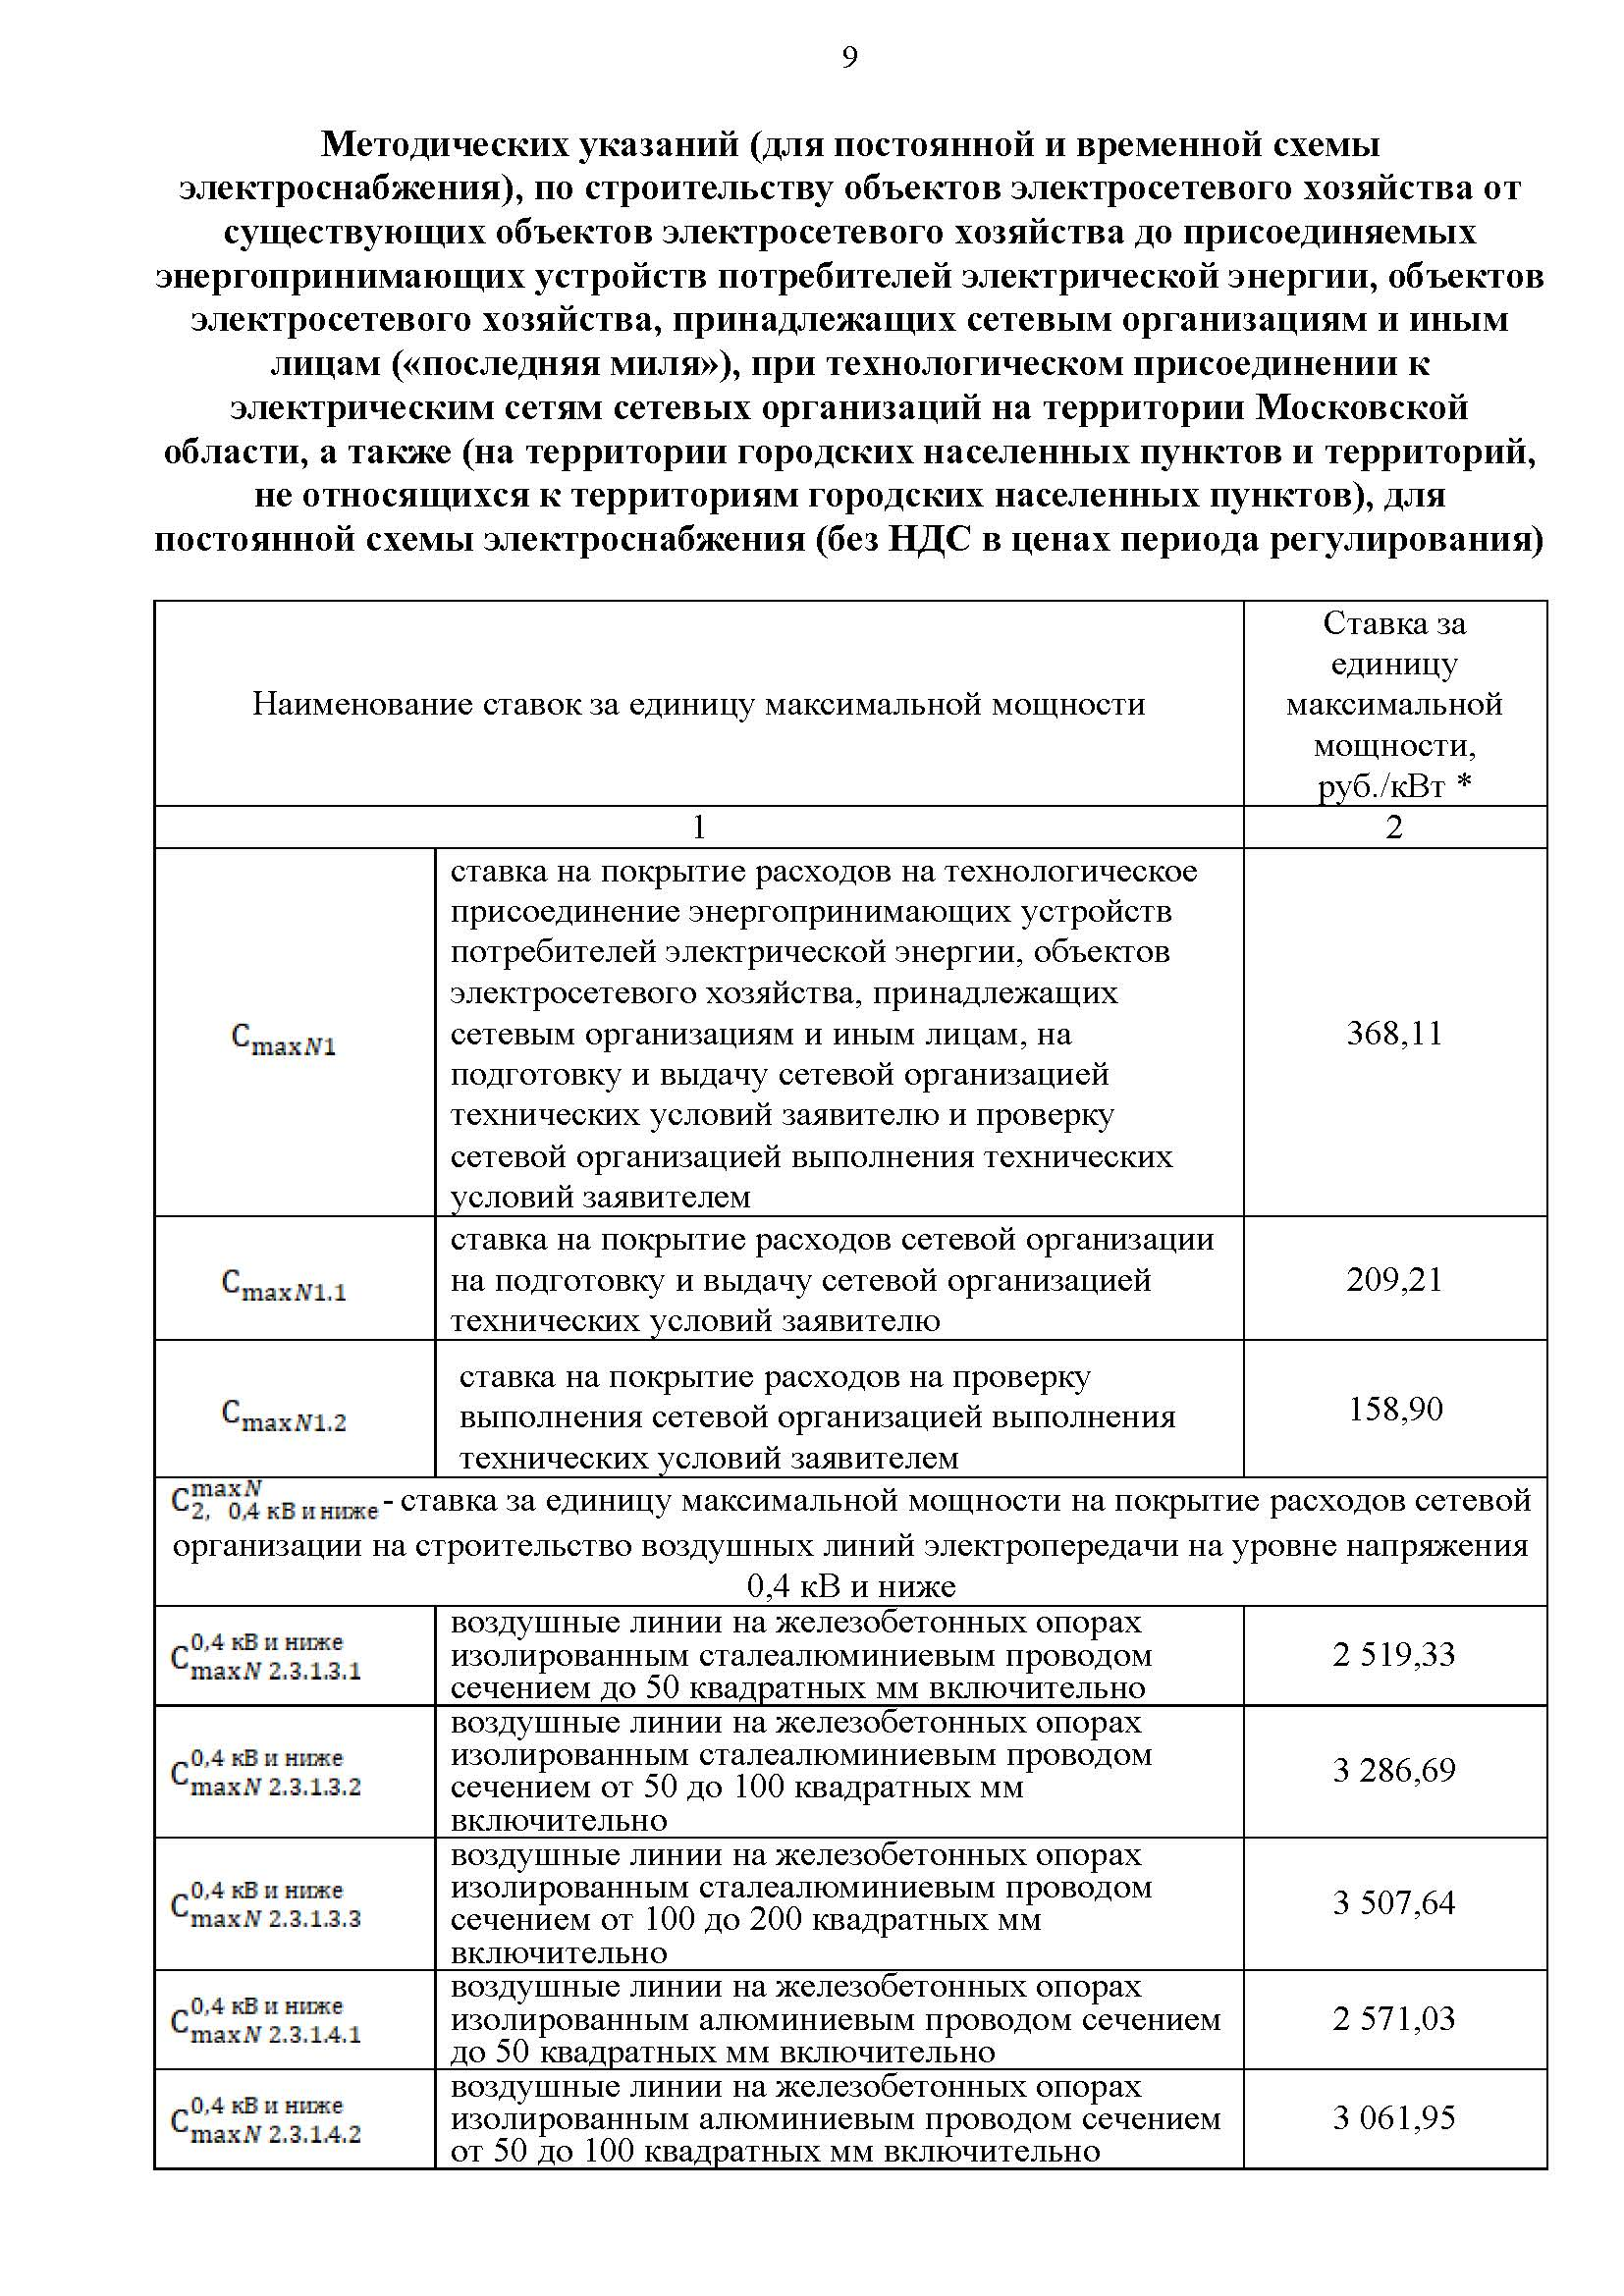 9
Методических указаний (для постоянной и временной схемы
электроснабжения), по строительству объектов электросетевого хозяйства от
существующих объектов электросетевого хозяйства до присоединяемых
энергопринимающих устройств потребителей электрической энергии, объектов
электросетевого хозяйства, принадлежащих сетевым организациям и иным
лицам («последняя миля»), при технологическом присоединении к
электрическим сетям сетевых организаций на территории Московской
области, а также (на территории городских населенных пунктов и территорий,
не относящихся к территориям городских населенных пунктов), для
постоянной схемы электроснабжения (без НДС в ценах периода регулирования)
Наименование ставок за единицу максимальной мощности
Ставка за
единицу
максимальной
мощности,
руб./кВт *
1
2
C maxN1
ставка на покрытие расходов на технологическое
присоединение энергопринимающих устройств
потребителей электрической энергии, объектов
электросетевого хозяйства, принадлежащих
сетевым организациям и иным лицам, на
подготовку и выдачу сетевой организацией
технических условий заявителю и проверку
сетевой организацией выполнения технических
условий заявителем
368,11
C maxN1.1
ставка на покрытие расходов сетевой организации
на подготовку и выдачу сетевой организацией
технических условий заявителю
209,21
C maxN1.2
ставка на покрытие расходов на проверку
выполнения сетевой организацией выполнения
технических условий заявителем
158,90
C maxN 2, 0,4 кВ и ниже - ставка за единицу максимальной мощности на покрытие расходов сетевой
организации на строительство воздушных линий электропередачи на уровне напряжения
0,4 кВ и ниже
C 0,4 кВ и ниже maxN 2.3.1.3.1
воздушные линии на железобетонных опорах
изолированным сталеалюминиевым проводом
сечением до 50 квадратных мм включительно
2 519,33
C 0,4 кВ и ниже maxN 2.3.1.3.2
воздушные линии на железобетонных опорах
изолированным сталеалюминиевым проводом
сечением от 50 до 100 квадратных мм
включительно
3 286,69
C 0,4 кВ и ниже maxN 2.3.1.3.3
воздушные линии на железобетонных опорах
изолированным сталеалюминиевым проводом
сечением от 100 до 200 квадратных мм
включительно
3 507,64
C 0,4 кВ и ниже maxN 2.3.1.4.1
воздушные линии на железобетонных опорах
изолированным алюминиевым проводом сечением
до 50 квадратных мм включительно
2 571,03
C 0,4 кВ и ниже maxN 2.3.1.4.2
воздушные линии на железобетонных опорах
изолированным алюминиевым проводом сечением
от 50 до 100 квадратных мм включительно
3 061,95